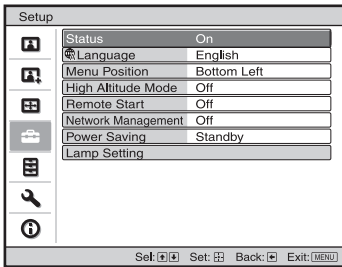 Setup
Status On
Language English
Menu Position Bottom Left
High Altitude Mode Off
Remote Start Off
Network Management Off
Power Saving Standby
Lamp Setting
Sel: Set: Back: Exit: MENU